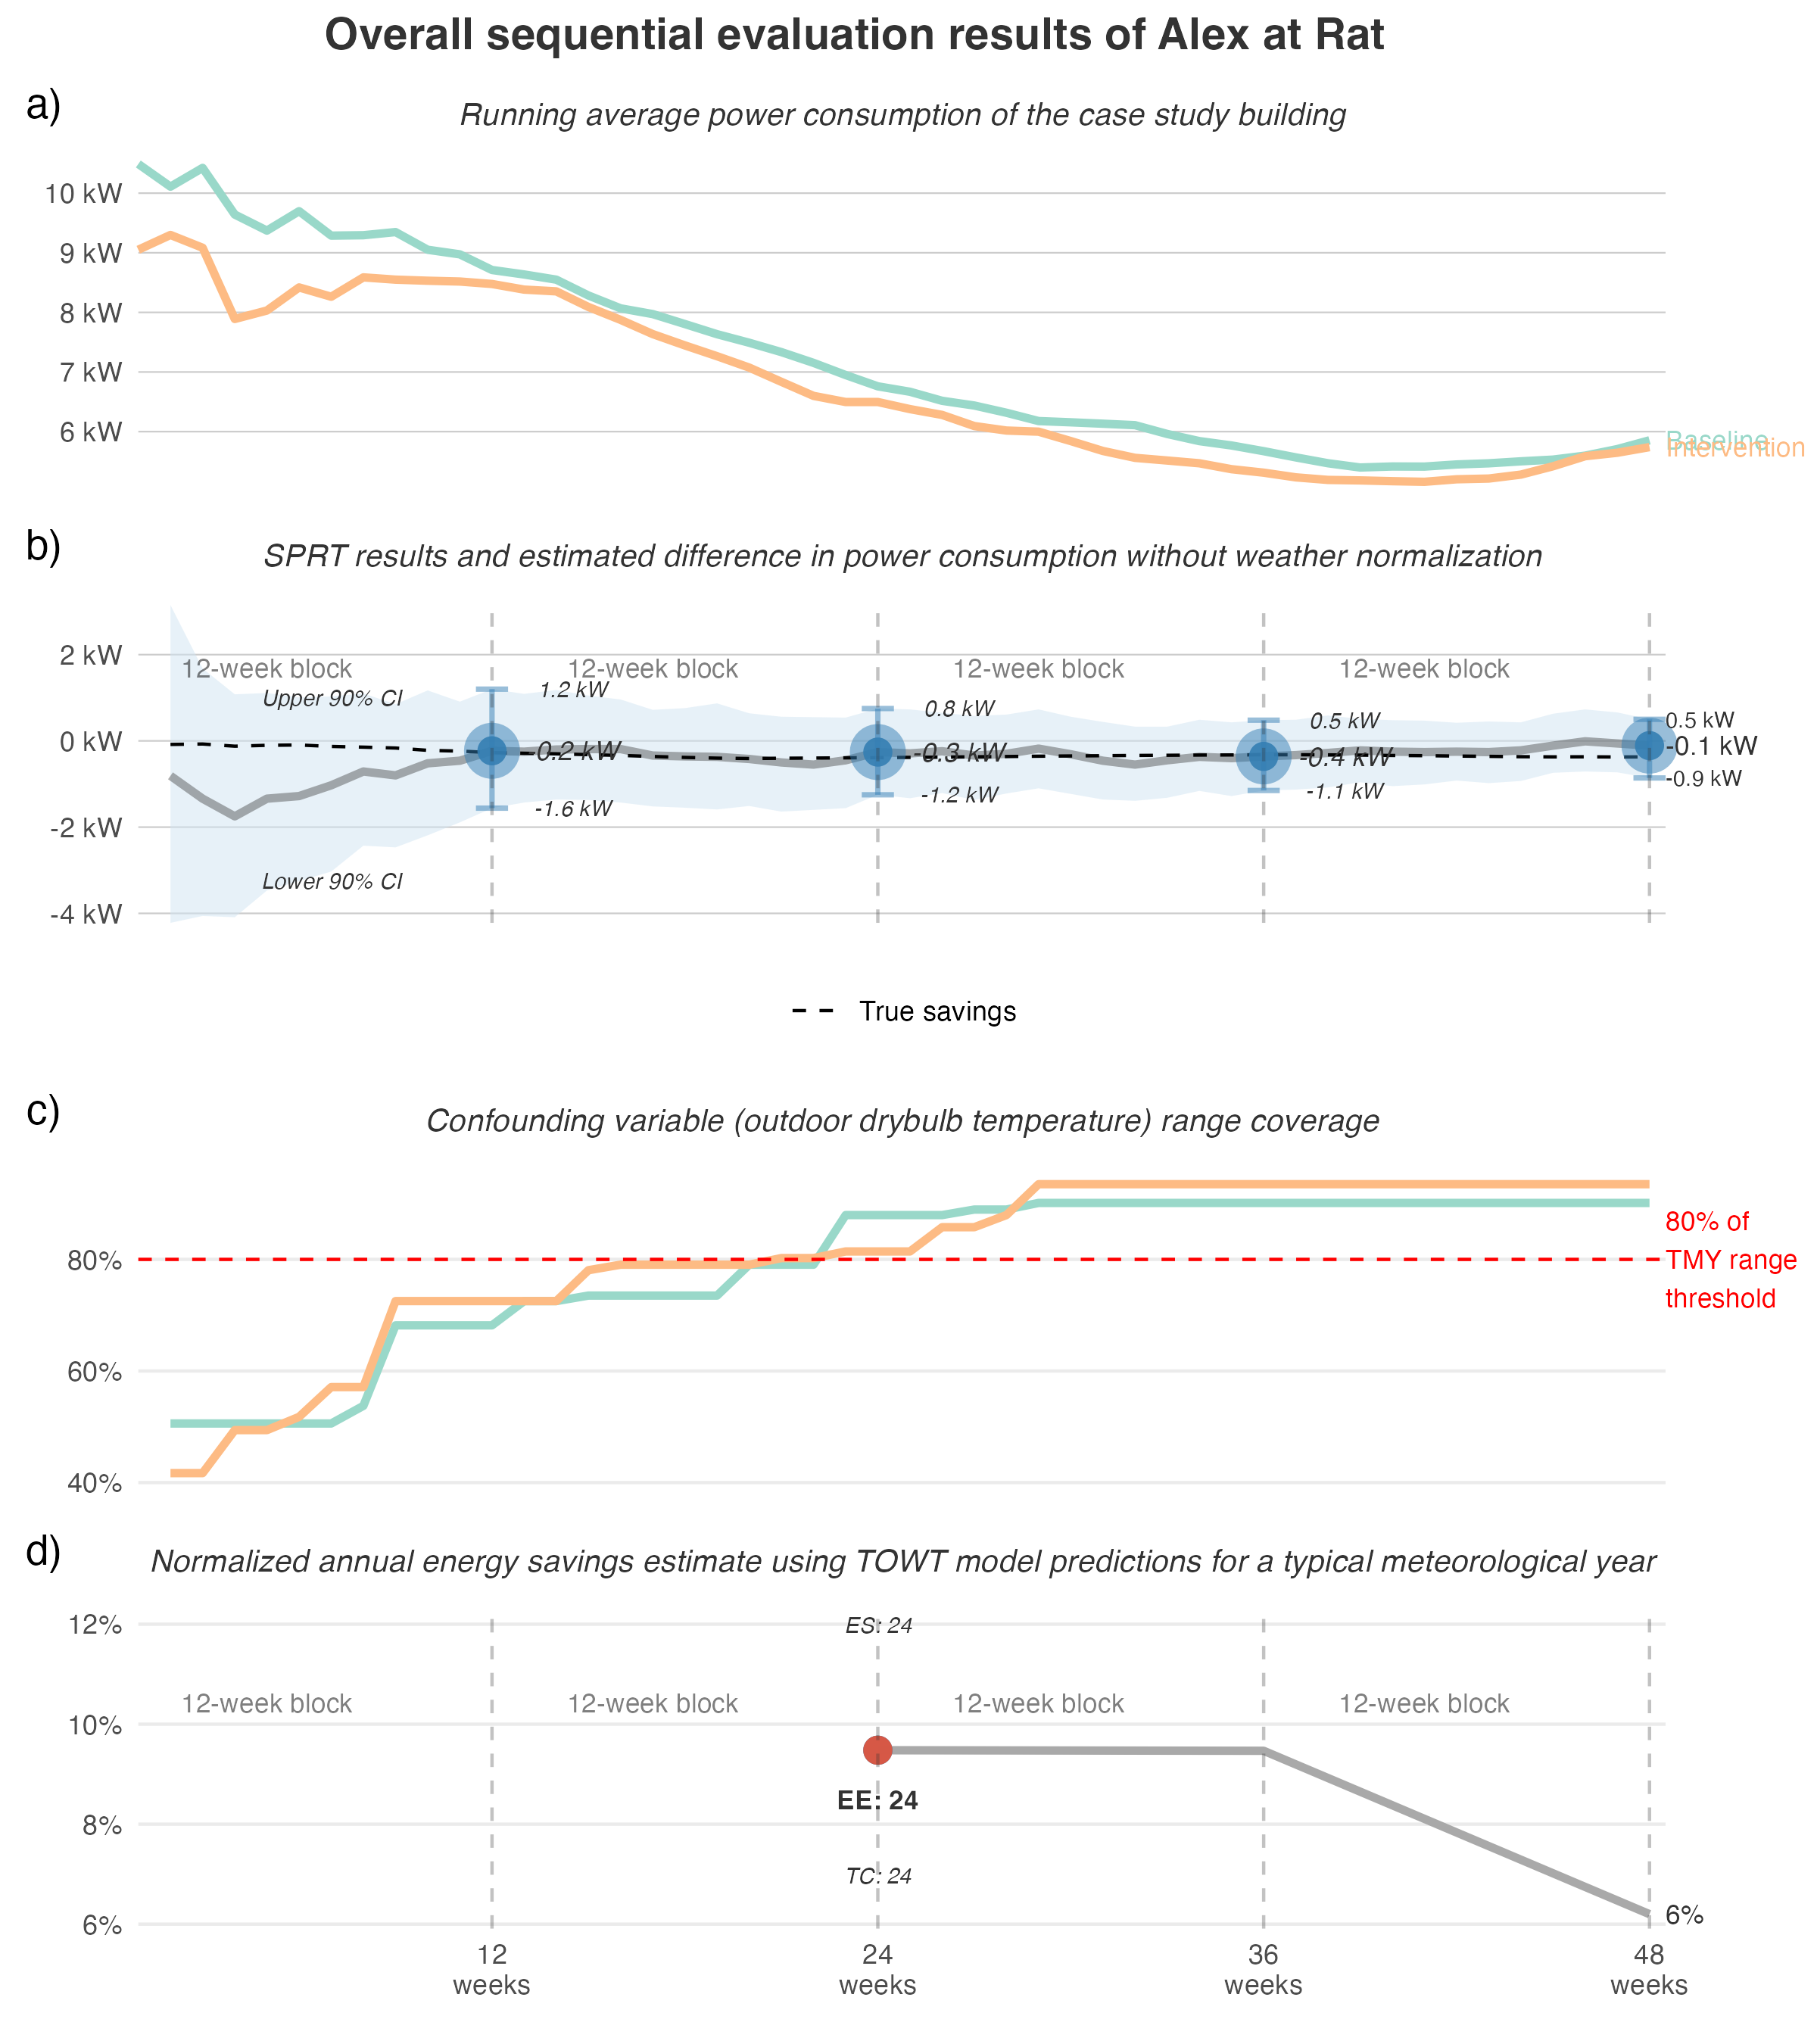 Overall sequential evaluation results of Alex at Rat
a)
Running average power consumption of the case study building
10 kW
9 kW
8 kW
7 kW
6 kW
Baseline
Intervention
b)
SPRT results and estimated difference in power consumption without weather normalization
2 kW
0 kW
-2 kW
-4 kW
12-week block
12-week block
12-week block
12-week block
Upper 90% CI
Lower 90% CI
1.2 kW
-0.2 kW
-1.6 kW
0.8 kW
-0.3 kW
-1.2 kW
0.5 kW
-0.4 kW
-1.1 kW
0.5 kW
-0.1 kW
-0.9 kW
True savings
c)
Confounding variable (outdoor drybulb temperature) range coverage
80%
60%
40%
80% of
TMY range
threshold
d)
Normalized annual energy savings estimate using TOWT model predictions for a typical meteorological year
12%
10%
8%
6%
ES: 24
12-week block
12-week block
12-week block
12-week block
EE: 24
TC: 24
6%
12
weeks
24
weeks
36
weeks
48
weeks